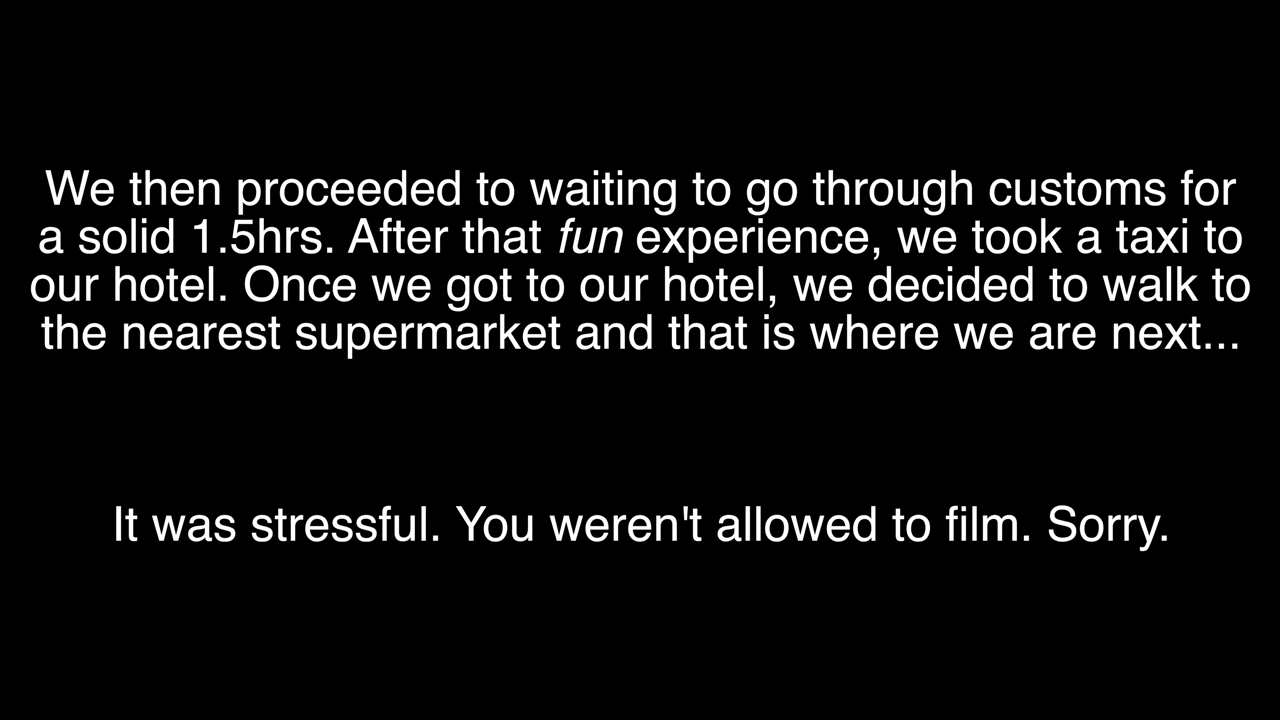 We then proceeded to waiting to go through customs for
a solid 1.5hrs. After that fun experience, we took a taxi to
our hotel. Once we got to our hotel, we decided to walk to
the nearest supermarket and that is where we are next...
It was stressful. You weren't allowed to film. Sorry.